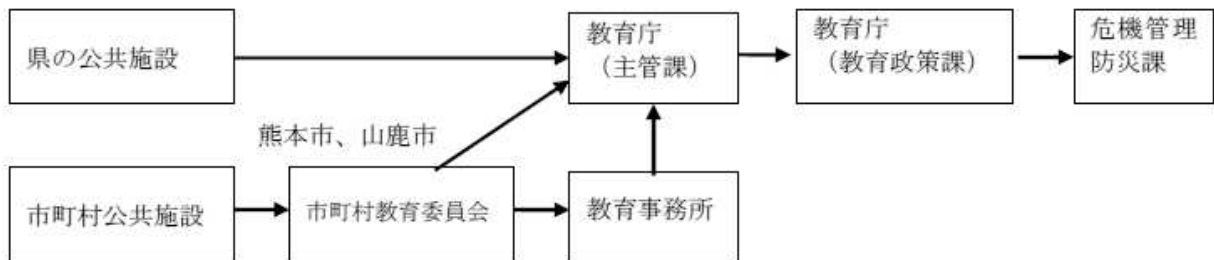 県の公共施設
教育庁
(主管課)
教育庁
(教育政策課)
危機管理
防災課
熊本市、山鹿市
市町村公共施設
市町村教育委員会
教育事務所